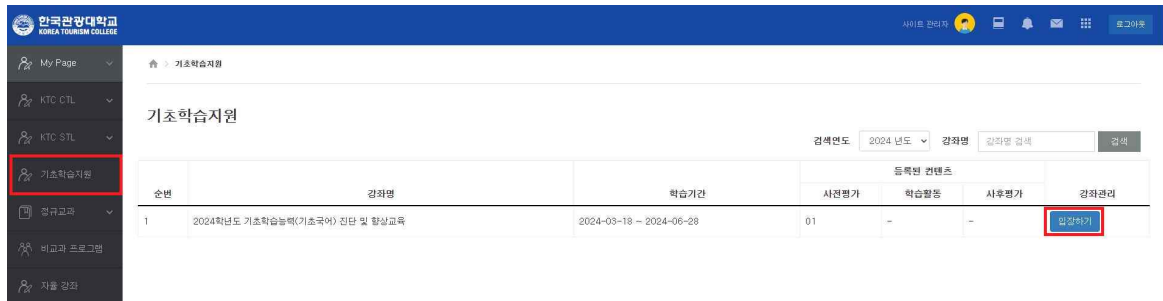 한국관광대학교
KOREA TOURISM COLLEGE
사이트 관리자
로그아웃
My Page
기초학습지원
KTC CTL
기초학습지원
KTC STL
검색연도 2024 년도 강좌명 강좌명 검색 검색
기초학습지원
등록된 컨텐츠
순번 강좌명 학습기간 사전평가 학습활동 사후평가 강좌관리
정규교과
1 2024학년도 기초학습능력(기초국어) 진단 및 향상교육 2024-03-18 ~ 2024-06-28 01 - - 입장하기
비교과 프로그램
자율 강좌